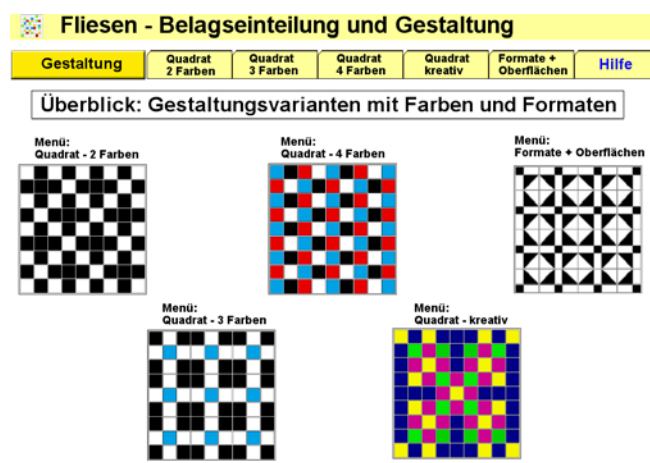 Fliesen - Belagseinteilung und Gestaltung
Gestaltung
Quadrat
2 Farben
Quadrat
3 Farben
Quadrat
4 Farben
Quadrat
kreativ
Formate +
Oberflächen
Hilfe
Überblick: Gestaltungsvarianten mit Farben und Formaten
Menü:
Quadrat - 2 Farben
Menü:
Quadrat - 4 Farben
Menü:
Formate + Oberflächen
Menü:
Quadrat - 3 Farben
Menü:
Quadrat - kreativ